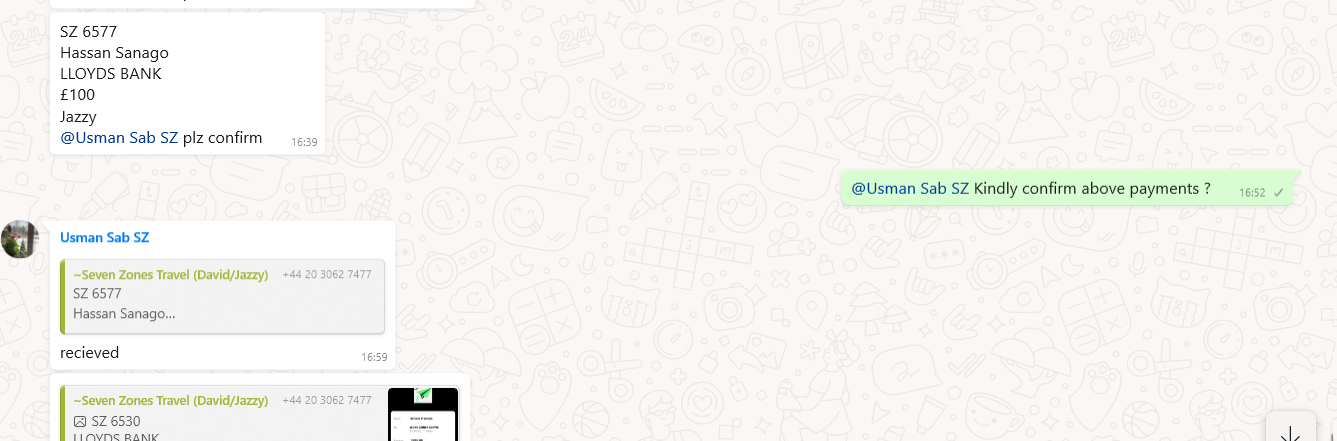 SZ 6577
Hassan Sanago
LLOYDS BANK
£100
Jazzy
@Usman Sab SZ plz confirm 16:39
@Usman Sab SZ Kindly confirm above payments ? 16:52
Usman Sab SZ
~Seven Zones Travel (David/Jazzy) +44 20 3062 7477
SZ 6577
Hassan Sanago...
recieved 16:59
~Seven Zones Travel (David/Jazzy) +44 20 3062 7477
SZ 6530
LLOYDS BANK